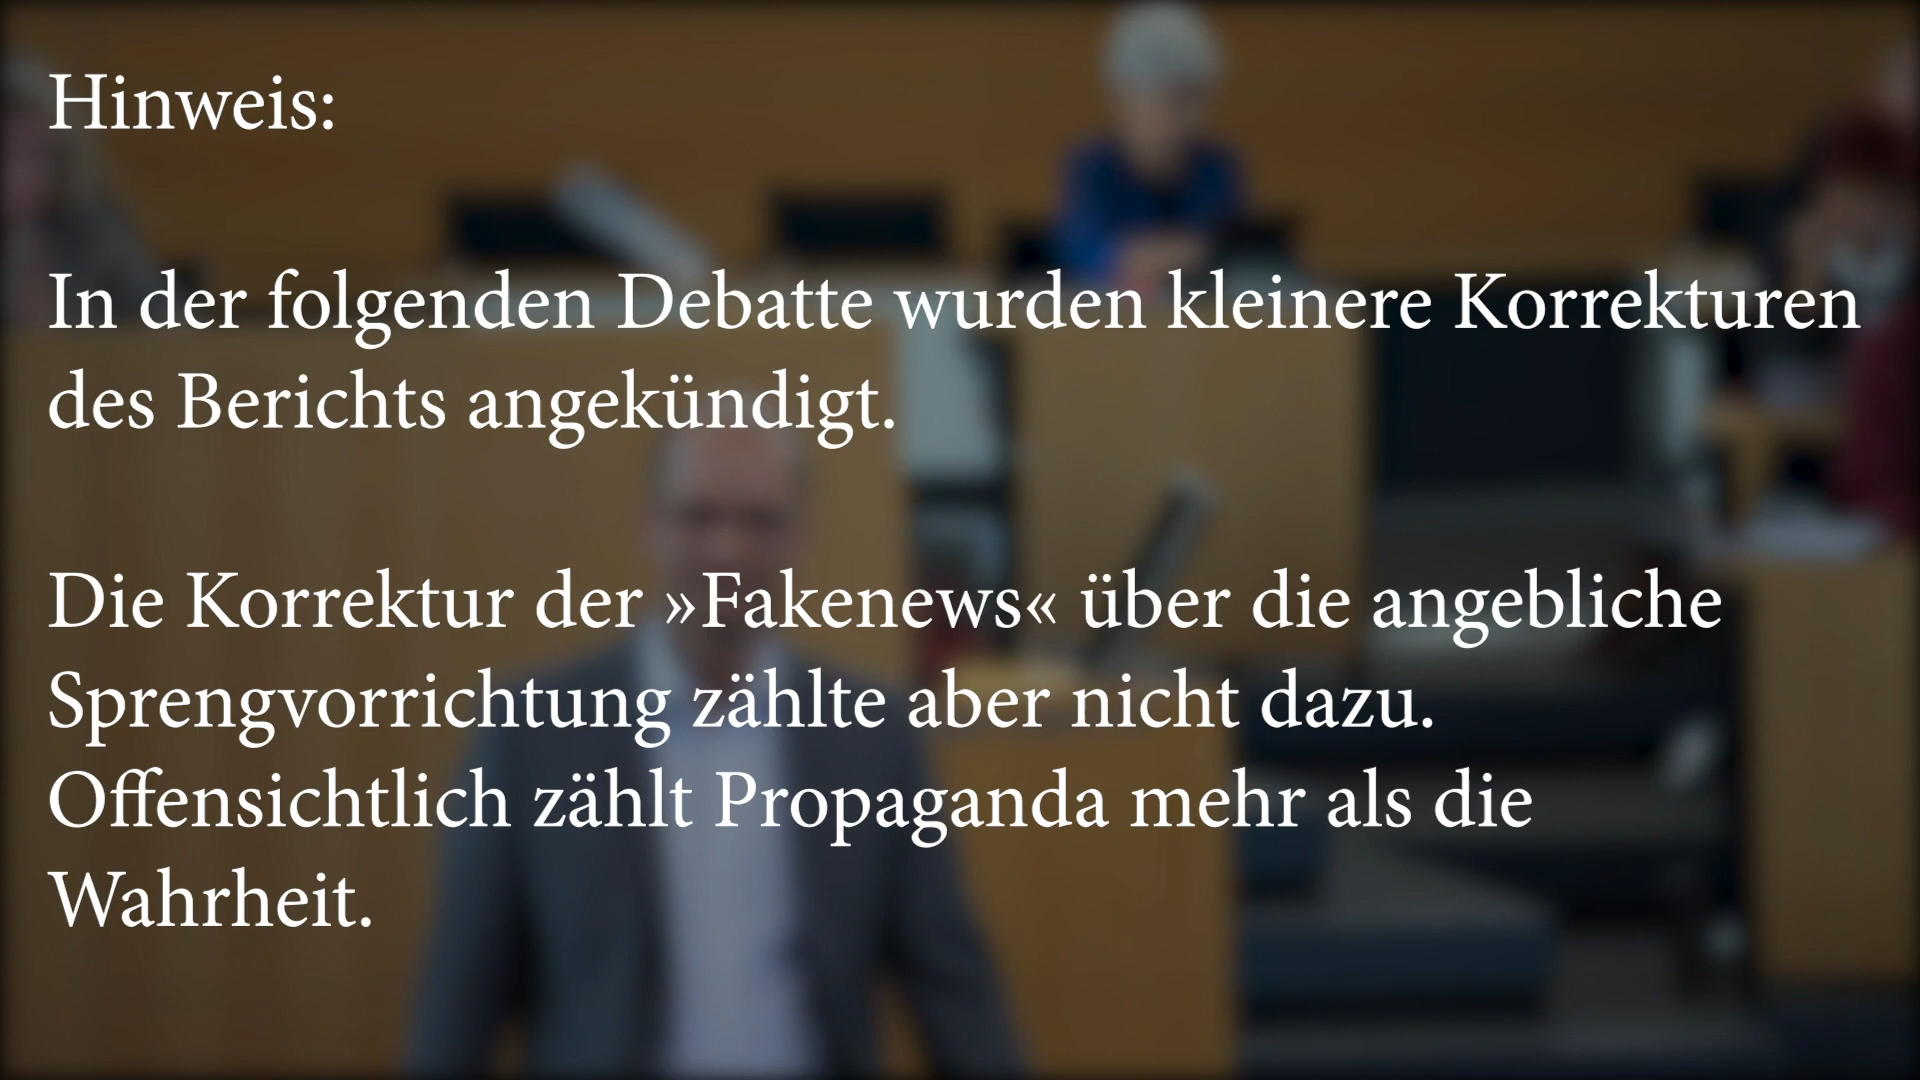 Hinweis:
In der folgenden Debatte wurden kleinere Korrekturen
des Berichts angekündigt.
Die Korrektur der »Fakenews« über die angebliche
Sprengvorrichtung zählte aber nicht dazu.
Offensichtlich zählt Propaganda mehr als die
Wahrheit.